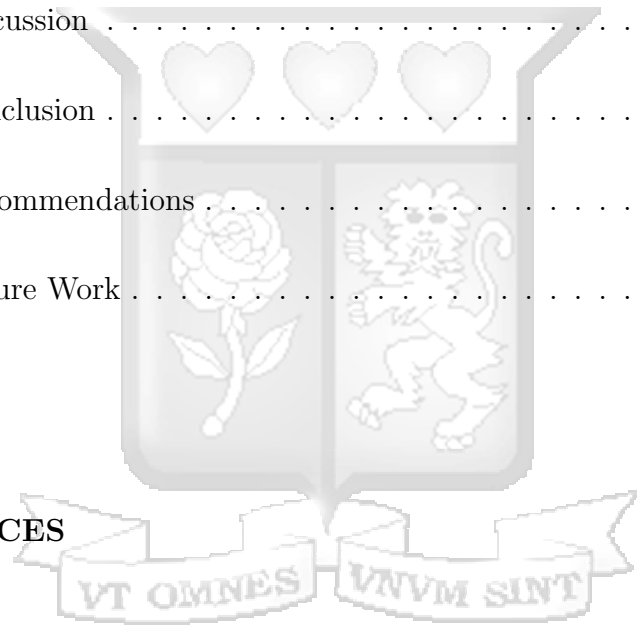 cussion . . . . . . . . . . . . . . . . . . . . . .
clusion . . . . . . . . . . . . . . . . . . . . . .
ommendations . . . . . . . . . . . . . . . . . .
ure Work . . . . . . . . . . . . . . . . . . . . .
CES
VT OMNES VNVM SINT